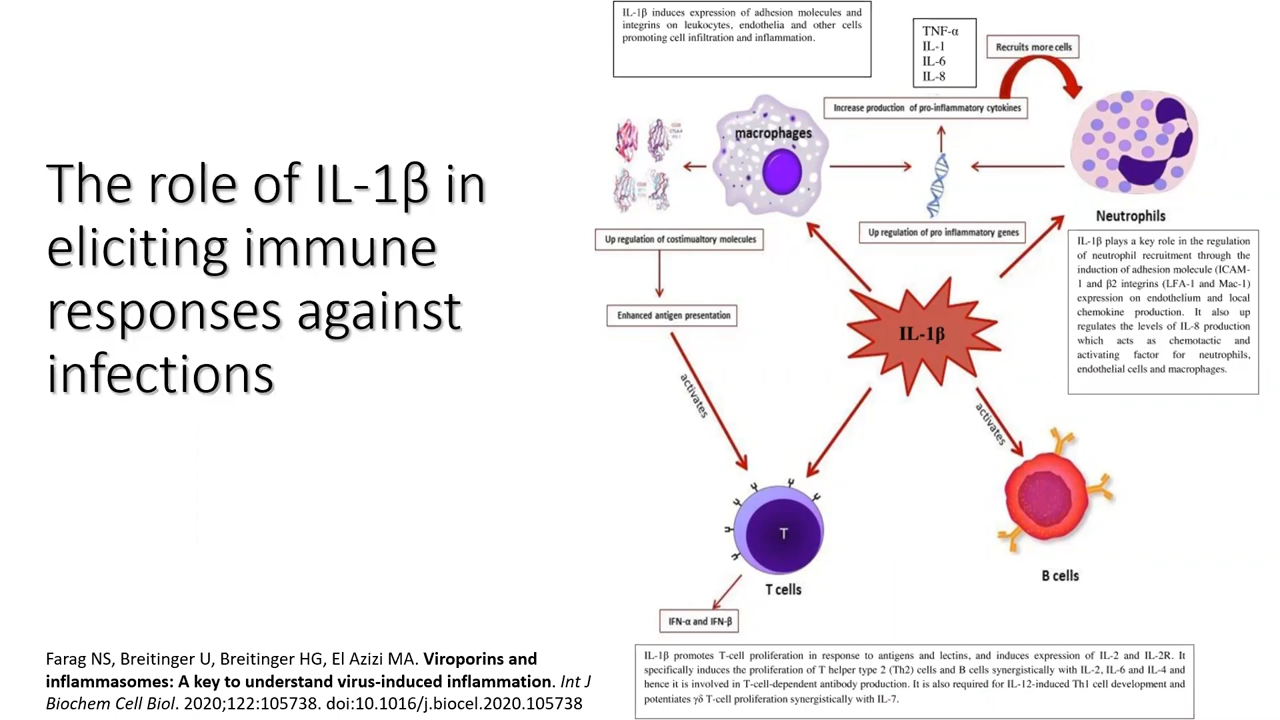 The role of IL-1β in
eliciting immune
responses against
infections
Farag NS, Breitinger U, Breitinger HG, El Azizi MA. Viroporins and
inflammasomes: A key to understand virus-induced inflammation. Int J
Biochem Cell Biol. 2020;122:105738. doi:10.1016/j.biocel.2020.105738
IL-1β induces expression of adhesion molecules and
integrins on leukocytes, endothelia and other cells
promoting cell infiltration and inflammation.
TNF-α
IL-1
IL-6
IL-8
Recruits more cells
Increase production of pro-inflammatory cytokines
macrophages
Neutrophils
Up regulation of costimualtory molecules
Up regulation of pro inflammatory genes
IL-1β plays a key role in the regulation
of neutrophil recruitment through the
induction of adhesion molecule (ICAM-
1 and β2 integrins (LFA-1 and Mac-1)
expression on endothelium and local
chemokine production. It also up
regulates the levels of IL-8 production
which acts as chemotactic and
activating factor for neutrophils,
endothelial cells and macrophages.
Enhanced antigen presentation
IL-1β
activates
activates
T
T cells
B cells
IFN-α and IFN-β
IL-1β promotes T-cell proliferation in response to antigens and lectins, and induces expression of IL-2 and IL-2R. It
specifically induces the proliferation of T helper type 2 (Th2) cells and B cells synergistically with IL-2, IL-6 and IL-4 and
hence it is involved in T-cell-dependent antibody production. It is also required for IL-12-induced Th1 cell development and
potentiates γδ T-cell proliferation synergistically with IL-7.